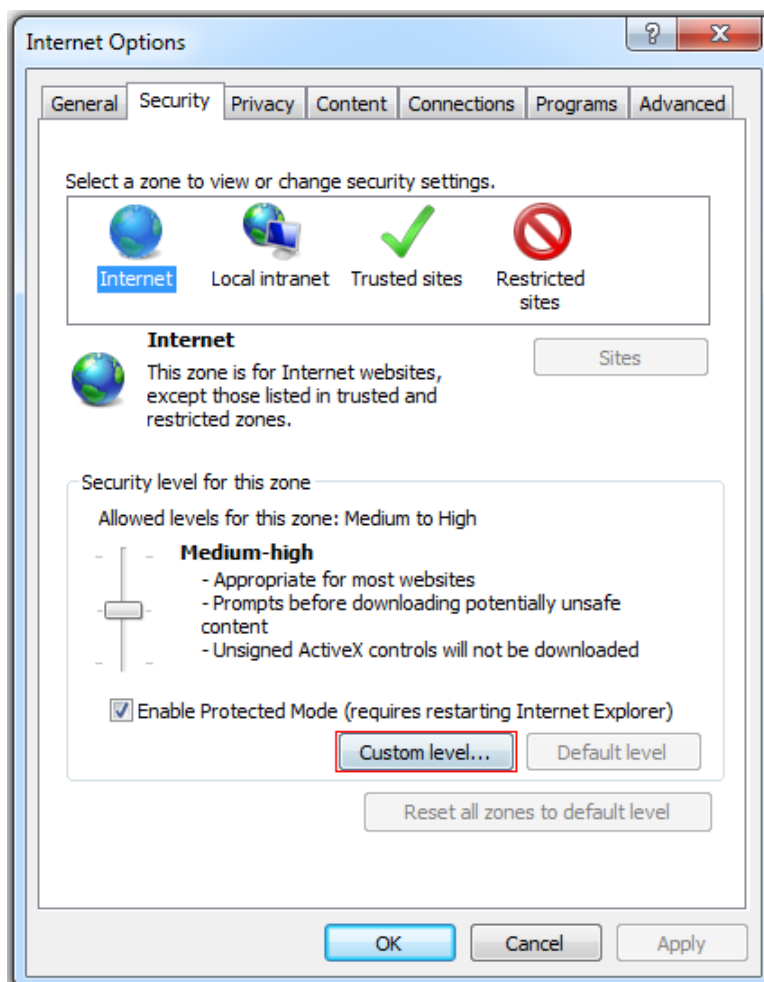 Internet Options
General Security Privacy Content Connections Programs Advanced
Select a zone to view or change security settings.
Internet Local intranet Trusted sites Restricted
sites
Internet
Sites
This zone is for Internet websites,
except those listed in trusted and
restricted zones.
Security level for this zone
Allowed levels for this zone: Medium to High
Medium-high
- Appropriate for most websites
- Prompts before downloading potentially unsafe
content
- Unsigned ActiveX controls will not be downloaded
Enable Protected Mode (requires restarting Internet Explorer)
Custom level... Default level
Reset all zones to default level
OK Cancel Apply